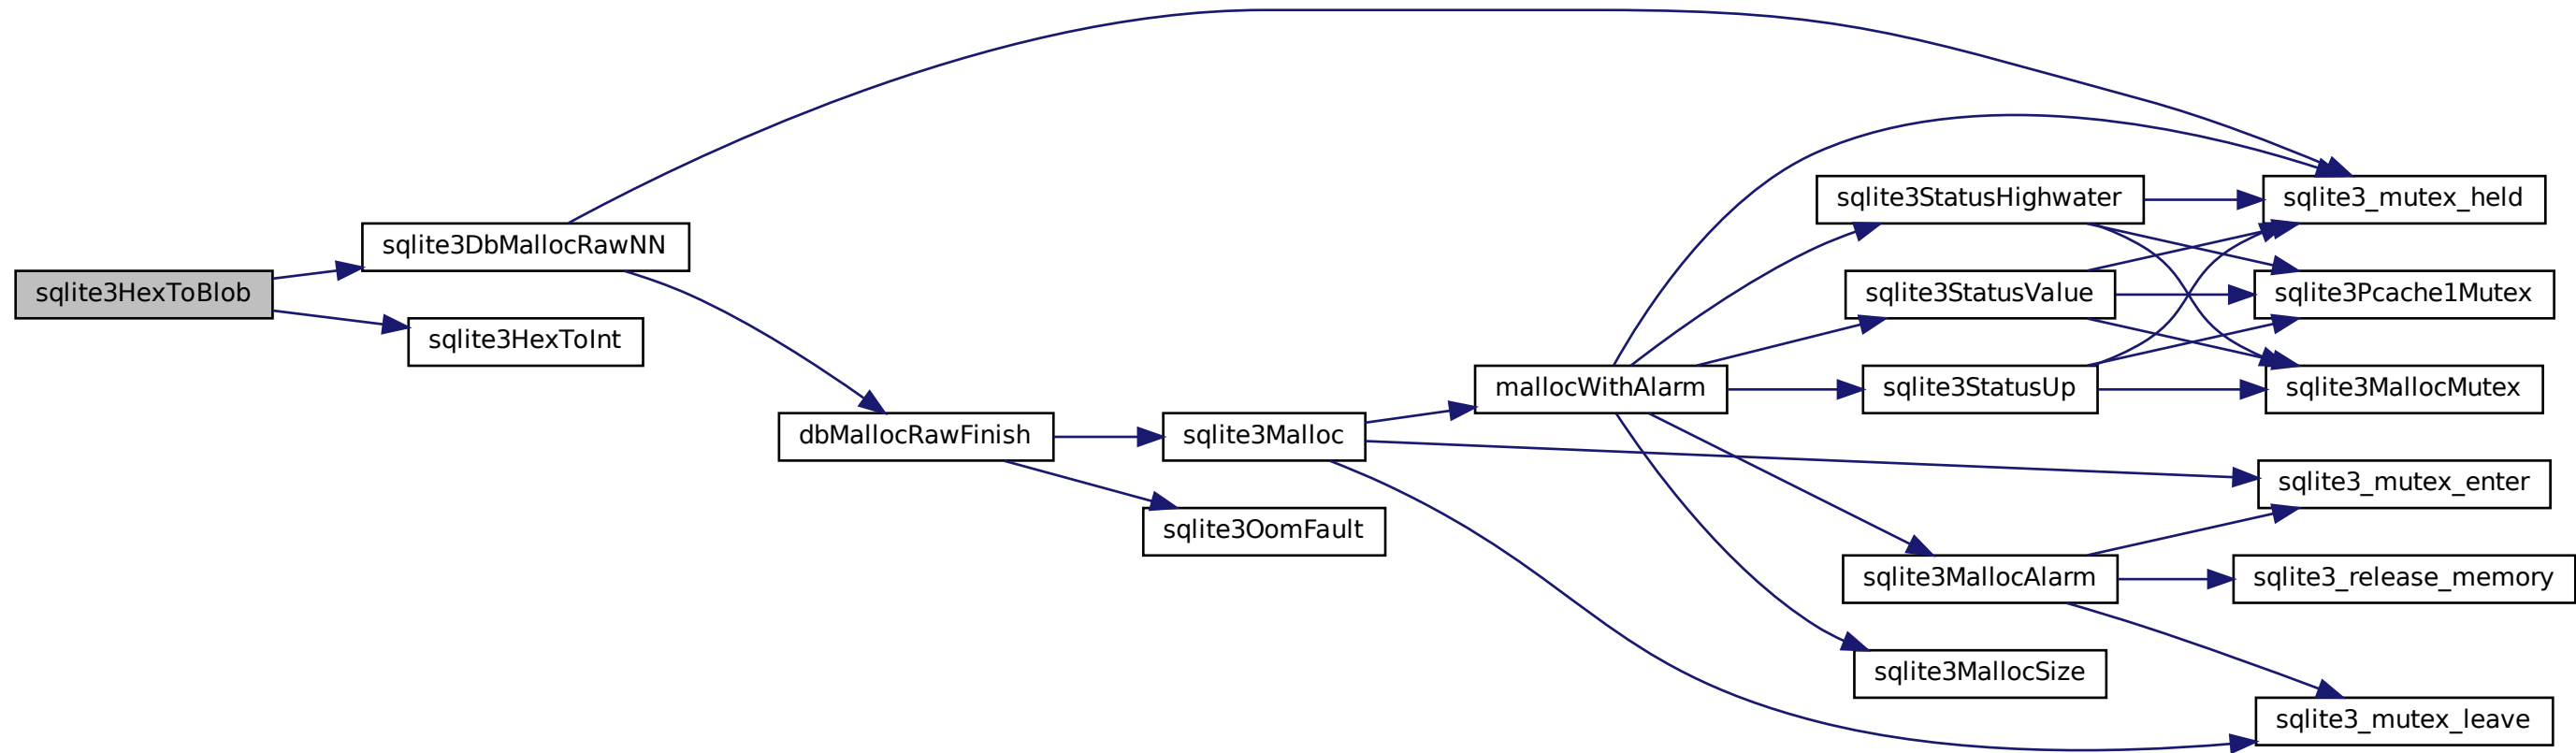 sqlite3HexToBlob
sqlite3DbMallocRawNN
sqlite3HexToInt
dbMallocRawFinish
sqlite3Malloc
sqlite3OomFault
mallocWithAlarm
sqlite3StatusHighwater
sqlite3StatusValue
sqlite3StatusUp
sqlite3MallocAlarm
sqlite3MallocSize
sqlite3_mutex_held
sqlite3Pcache1Mutex
sqlite3MallocMutex
sqlite3_mutex_enter
sqlite3_release_memory
sqlite3_mutex_leave